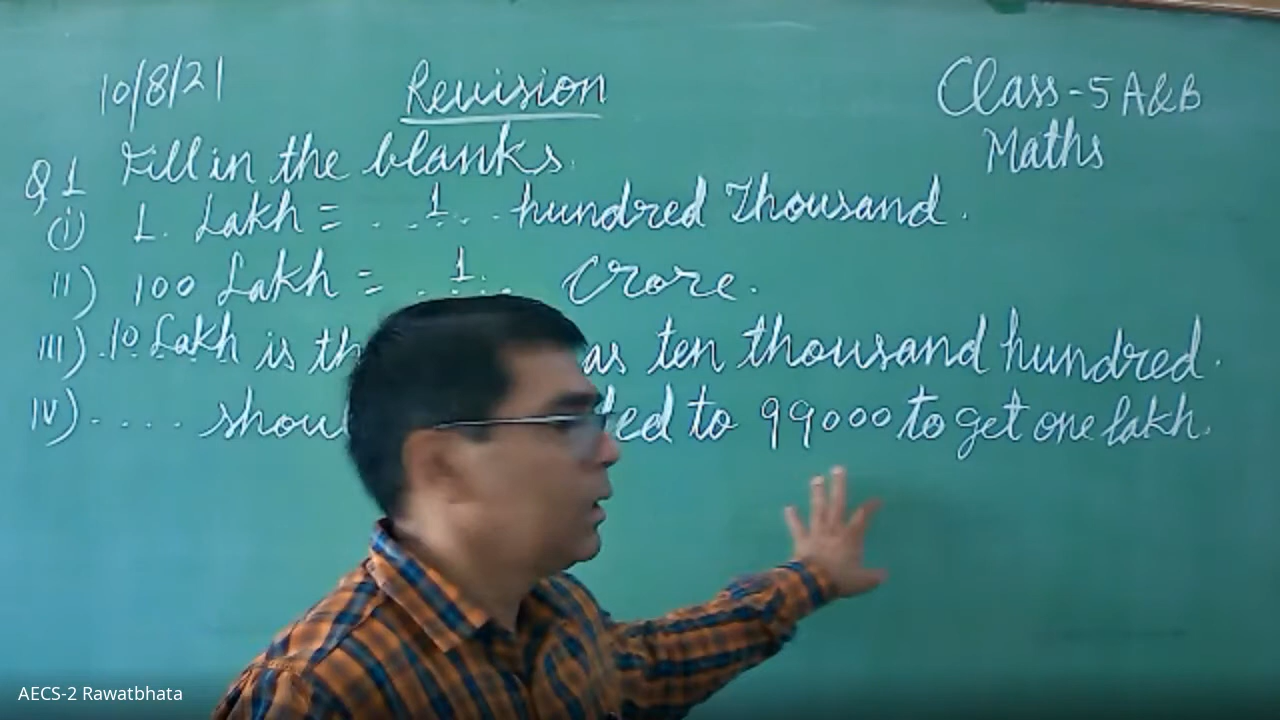 10/8/21 Revision Class-5 A&B
Maths
Q1 Fill in the blanks.
(i) 1. Lakh = . .1. . . hundred Thousand.
II) 100 Lakh = . .1. . . Crore.
III) .10 Lakh is th as ten thousand hundred.
IV) . . . . shou ed to 99000 to get one lakh.
AECS-2 Rawatbhata